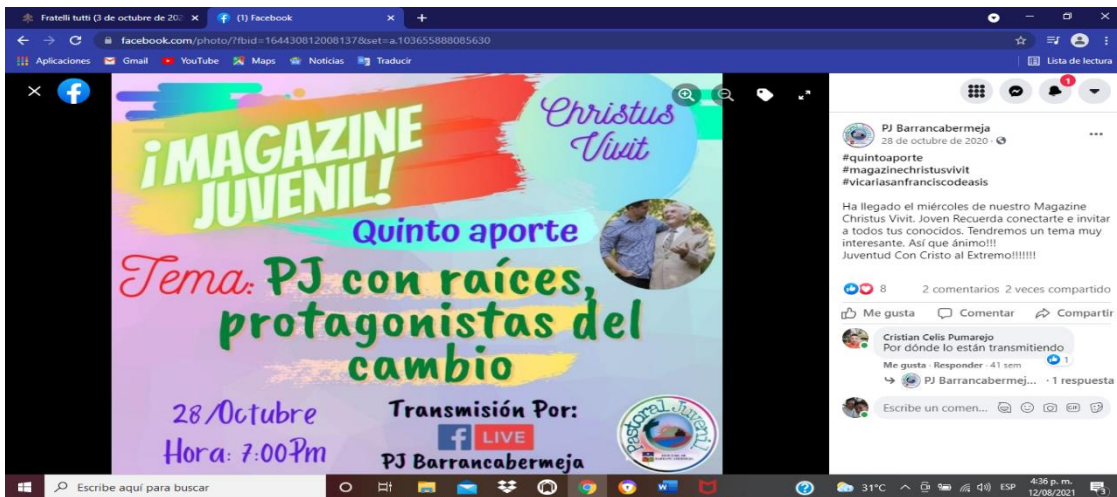 Fratelli tutti (3 de octubre de 202
(1) Facebook
facebook.com/photo/?fbid=164430812008137&set=a.103655888085630
Aplicaciones Gmail YouTube Maps Noticias Traducir
Lista de lectura
¡MAGAZINE
JUVENIL!
Christus
Vivit
Quinto aporte
Tema: PJ con raíces,
protagonistas del
cambio
28/Octubre
Hora: 7:00Pm
Transmisión Por:
f LIVE
PJ Barrancabermeja
Pastoral Juvenil
1
PJ Barrancabermeja
28 de octubre de 2020
#quintoaporte
#magazinechristusvivit
#vicariasanfranciscodeasis
Ha llegado el miércoles de nuestro Magazine
Christus Vivit. Joven Recuerda conectarte e invitar
a todos tus conocidos. Tendremos un tema muy
interesante. Así que ánimo!!!
Juventud Con Cristo al Extremo!!!!!!!
8 2 comentarios 2 veces compartido
Me gusta Comentar Compartir
Cristian Celis Pumarejo
Por dónde lo están transmitiendo
1
Me gusta · Responder · 41 sem
PJ Barrancabermej... · 1 respuesta
Escribe un comen...
Escribe aquí para buscar
31°C
ESP
4:36 p. m.
12/08/2021